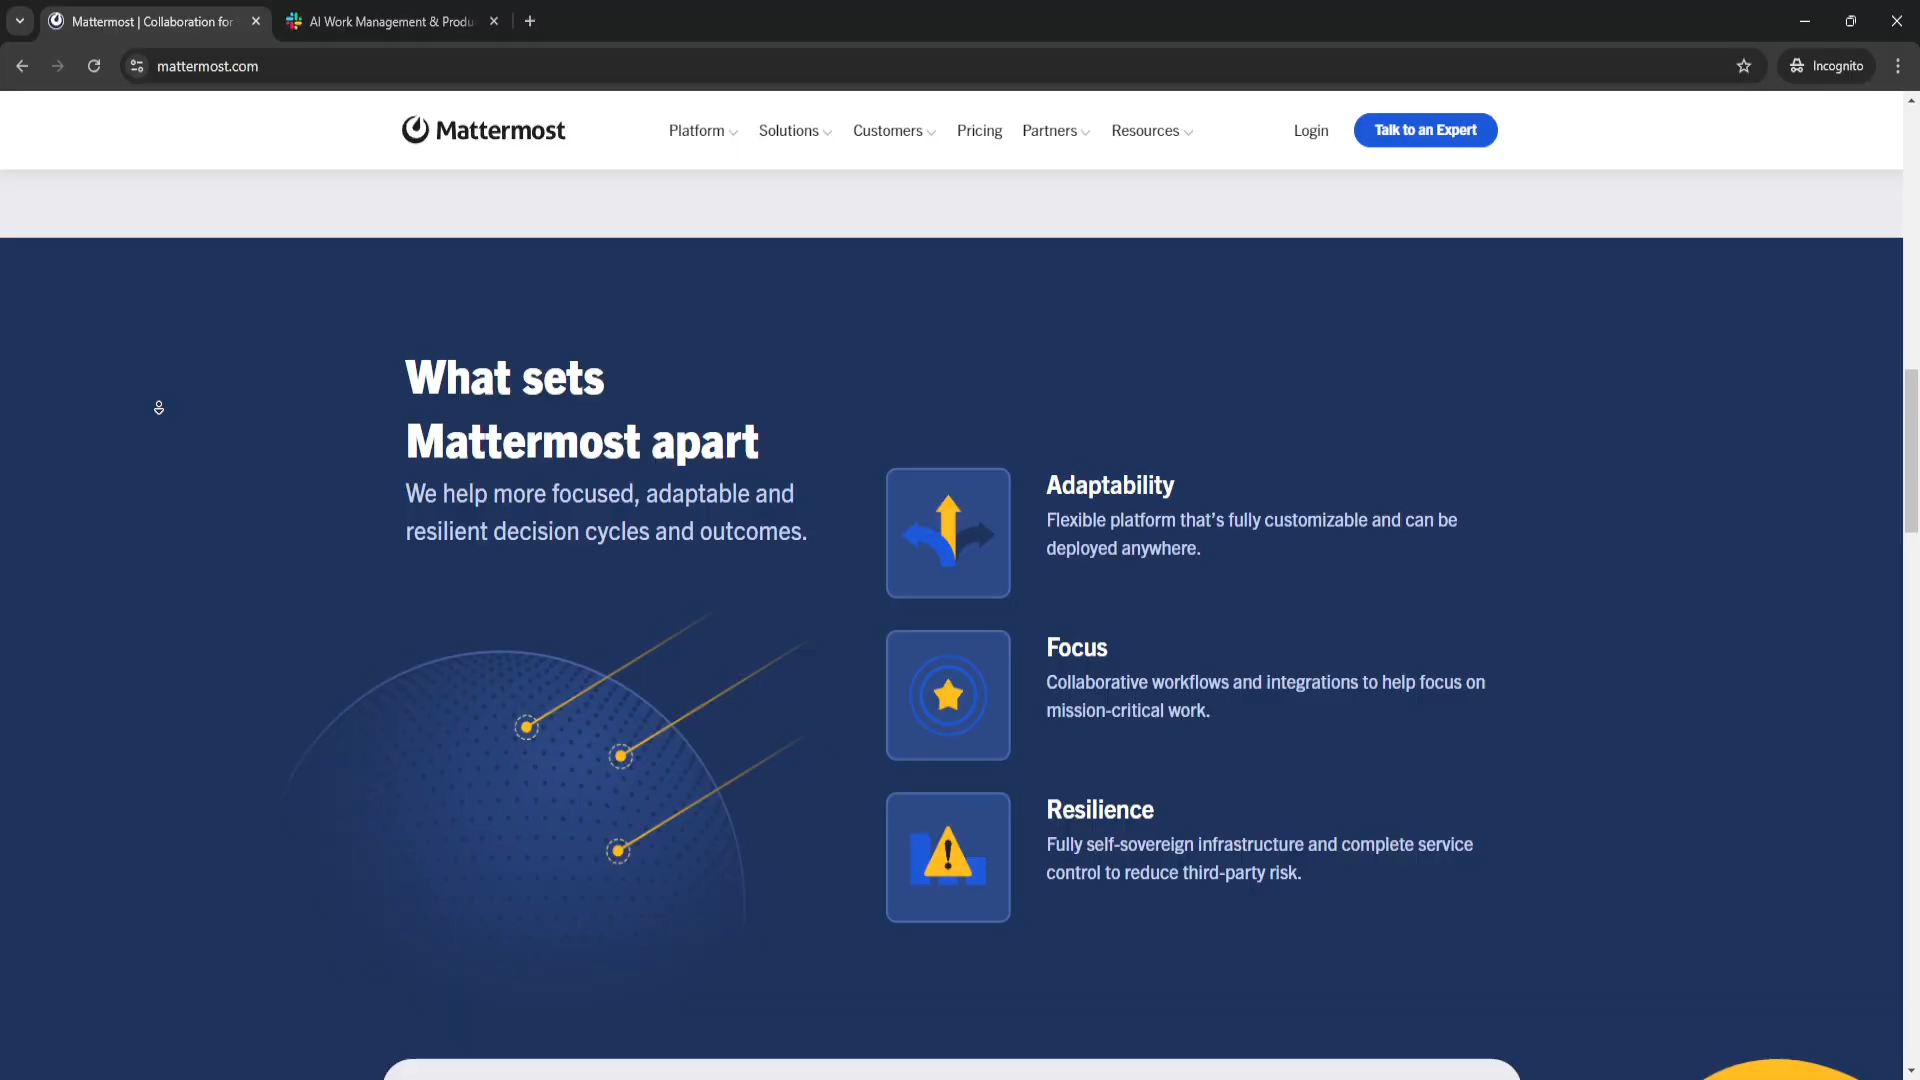 Mattermost | Collaboration for
AI Work Management & Produ
mattermost.com
Incognito
Mattermost
Platform
Solutions
Customers
Pricing
Partners
Resources
Login
Talk to an Expert
What sets
Mattermost apart
We help more focused, adaptable and
resilient decision cycles and outcomes.
Adaptability
Flexible platform that's fully customizable and can be
deployed anywhere.
Focus
Collaborative workflows and integrations to help focus on
mission-critical work.
Resilience
Fully self-sovereign infrastructure and complete service
control to reduce third-party risk.